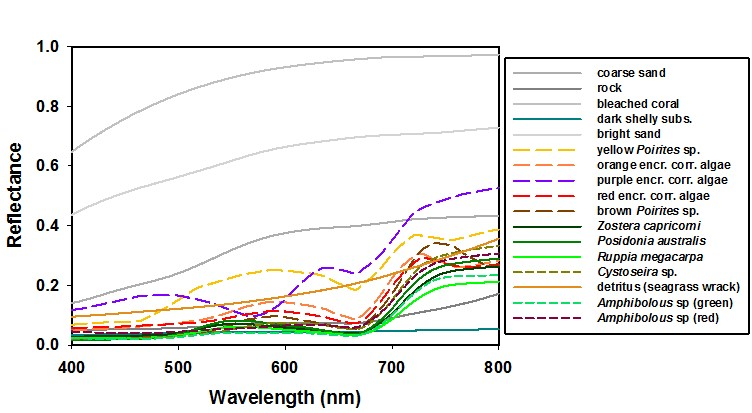 1.0
0.8
0.6
0.4
0.2
0.0
Reflectance
400
500
600
700
800
Wavelength (nm)
coarse sand
rock
bleached coral
dark shelly subs.
bright sand
yellow Poirites sp.
orange encr. corr. algae
purple encr. corr. algae
red encr. corr. algae
brown Poirites sp.
Zostera capricorni
Posidonia australis
Ruppia megacarpa
Cystoseira sp.
detritus (seagrass wrack)
Amphibolous sp (green)
Amphibolous sp (red)